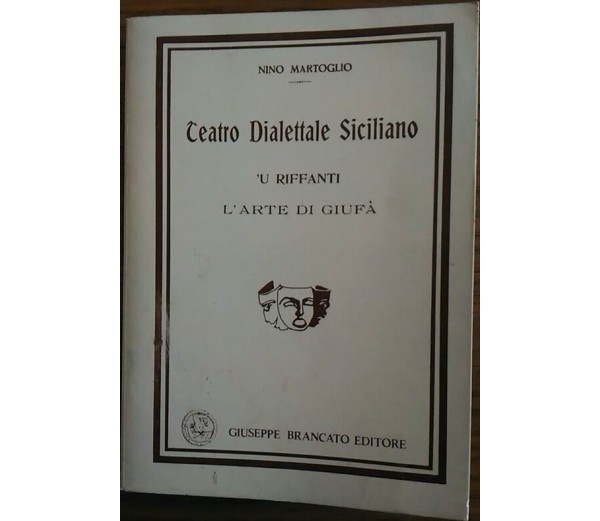 NINO MARTOGLIO
Teatro Dialettale Siciliano
'U RIFFANTI
L'ARTE DI GIUFÀ
GIUSEPPE BRANCATO EDITORE